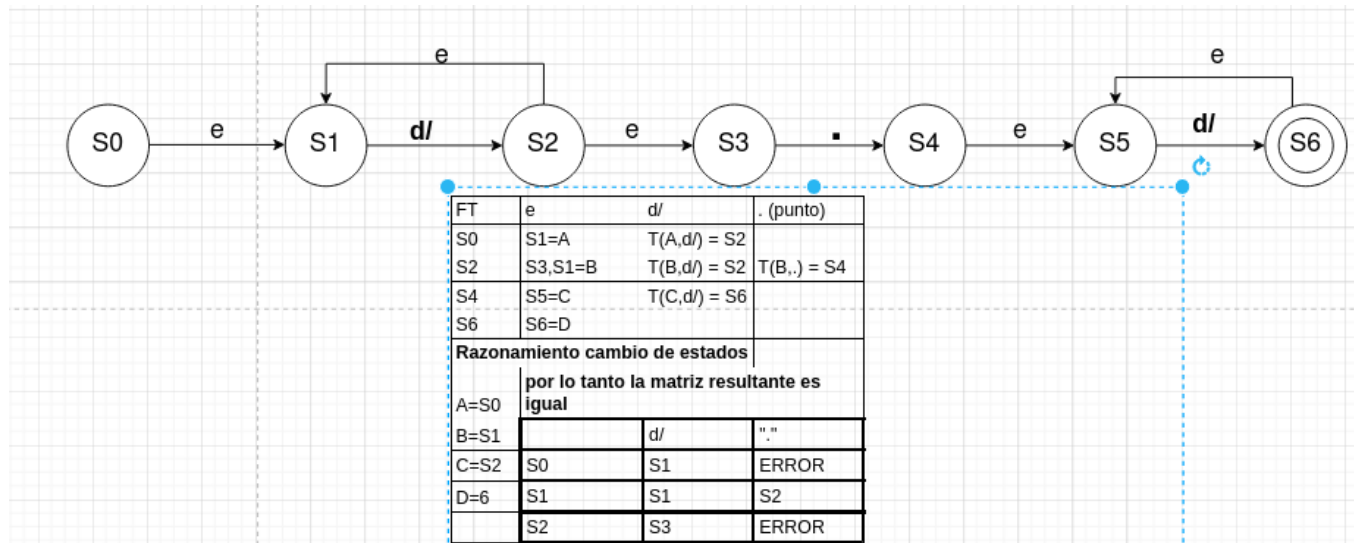 e e
e d/ e . e d/
S0 S1 S2 S3 S4 S5 S6
FT e d/ . (punto)
S0 S1=A T(A,d/) = S2
S2 S3,S1=B T(B,d/) = S2 T(B,.) = S4
S4 S5=C T(C,d/) = S6
S6 S6=D
Razonamiento cambio de estados
por lo tanto la matriz resultante es
A=S0 igual
B=S1 d/ "."
C=S2 S0 S1 ERROR
D=6 S1 S1 S2
S2 S3 ERROR